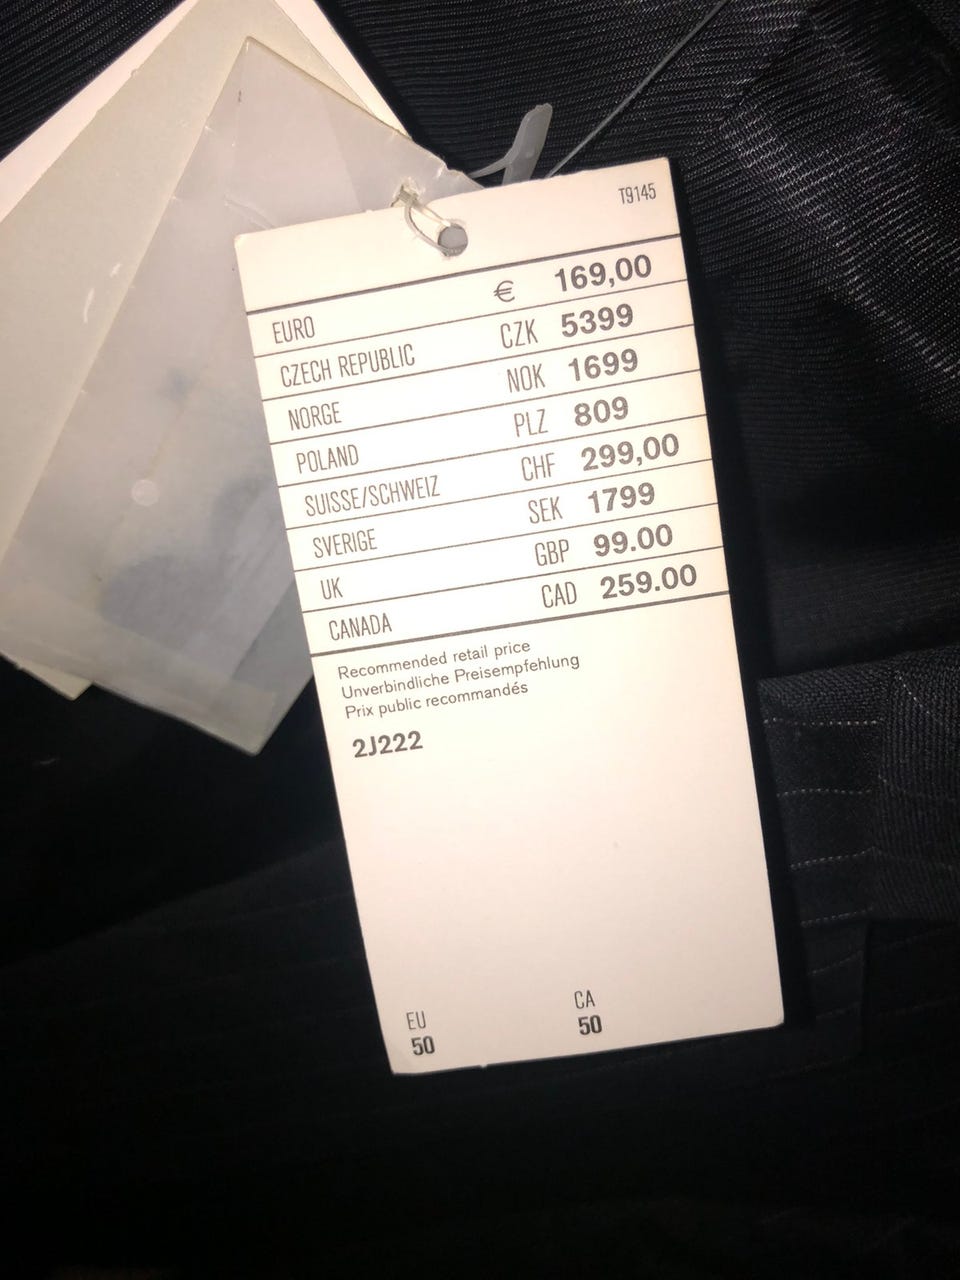 T9145
EURO € 169,00
CZECH REPUBLIC CZK 5399
NORGE NOK 1699
POLAND PLZ 809
SUISSE/SCHWEIZ CHF 299,00
SVERIGE SEK 1799
UK GBP 99.00
CANADA CAD 259.00
Recommended retail price
Unverbindliche Preisempfehlung
Prix public recommandés
2J222
EU CA
50 50